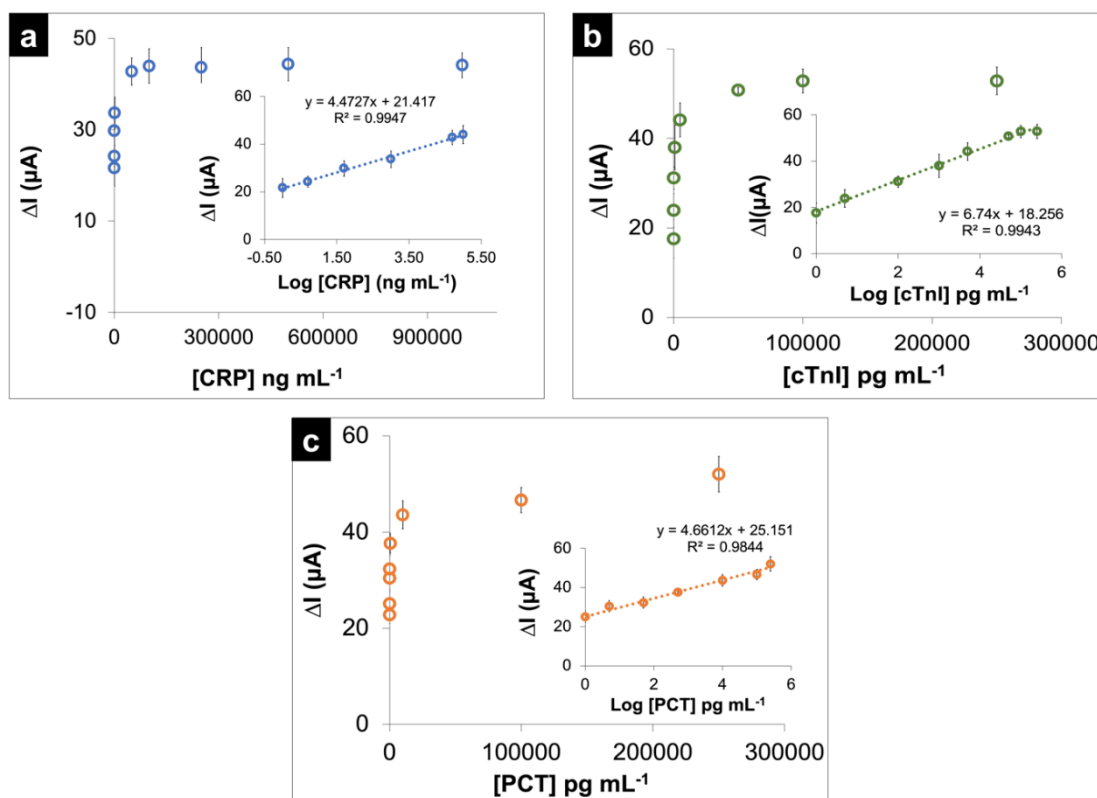 a
50
30
10
-10
ΔI (µA)
0
300000
600000
900000
[CRP] ng mL⁻¹
y = 4.4727x + 21.417
R² = 0.9947
60
40
20
0
ΔI (µA)
-0.50
1.50
3.50
5.50
Log [CRP] (ng mL⁻¹)
b
60
40
20
0
ΔI (µA)
0
100000
200000
300000
[cTnI] pg mL⁻¹
60
40
20
0
ΔI(µA)
y = 6.74x + 18.256
R² = 0.9943
0
2
4
6
Log [cTnI] pg mL⁻¹
c
60
40
20
0
ΔI (µA)
0
100000
200000
300000
[PCT] pg mL⁻¹
y = 4.6612x + 25.151
R² = 0.9844
60
40
20
0
ΔI (µA)
0
2
4
6
Log [PCT] pg mL⁻¹